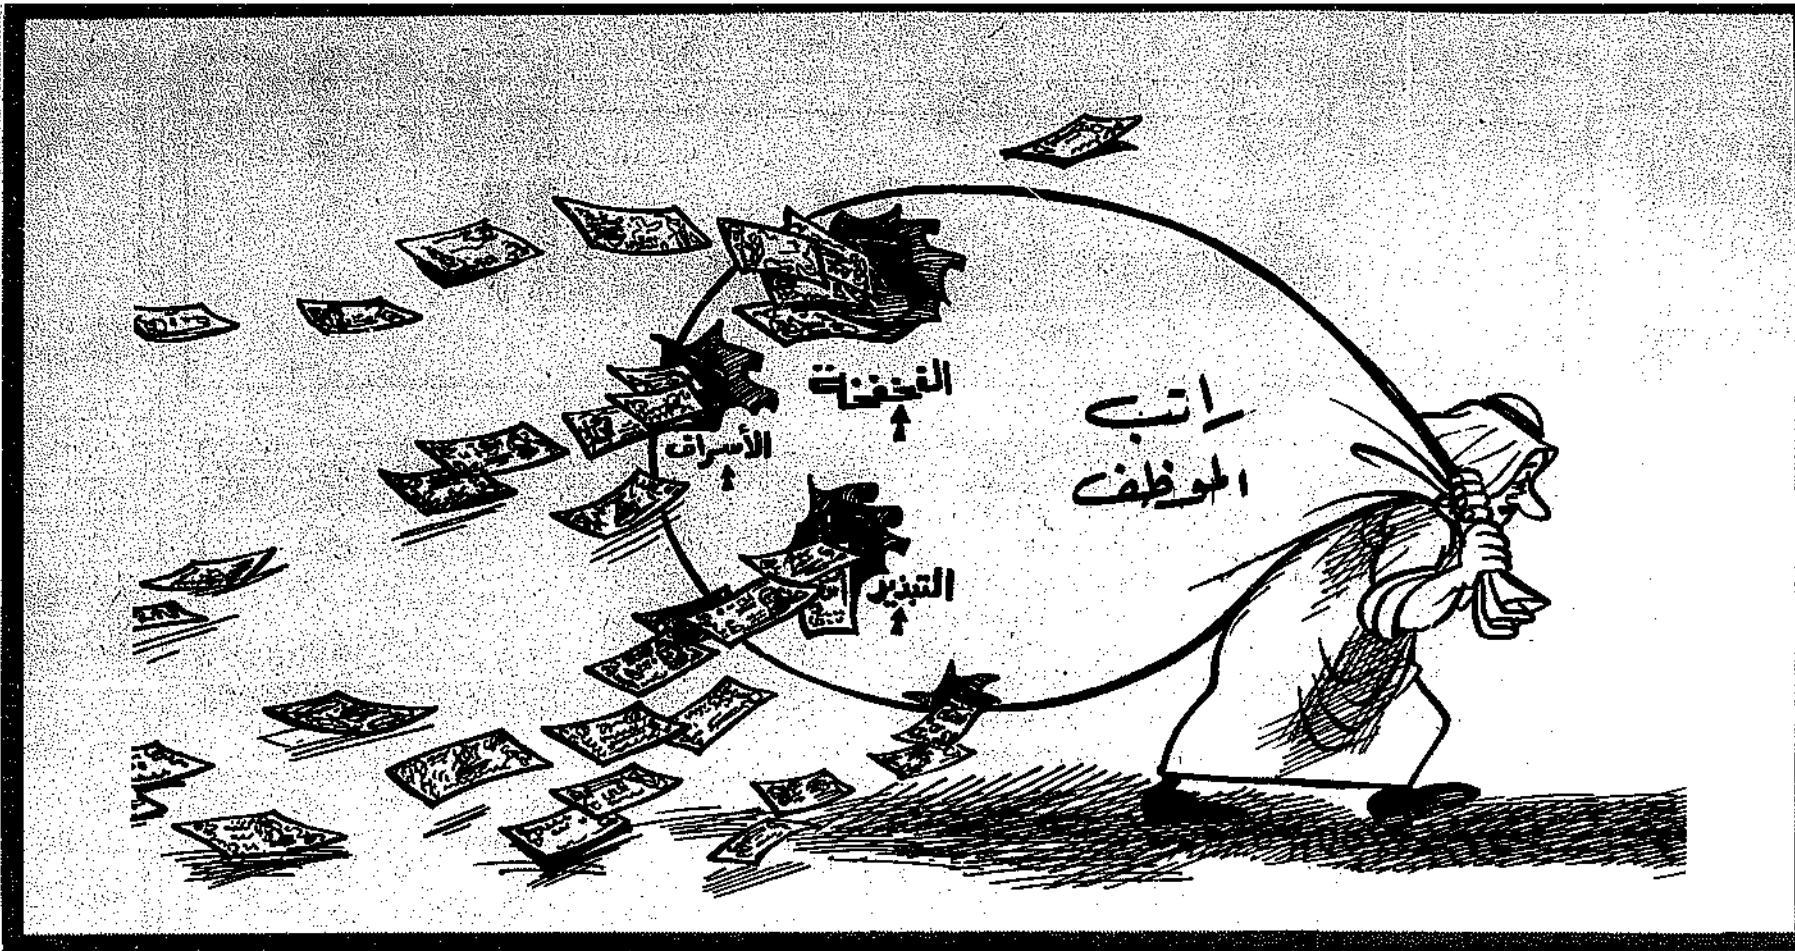 راتب
الموظف
الفخفخة
الأسراف
التبذير